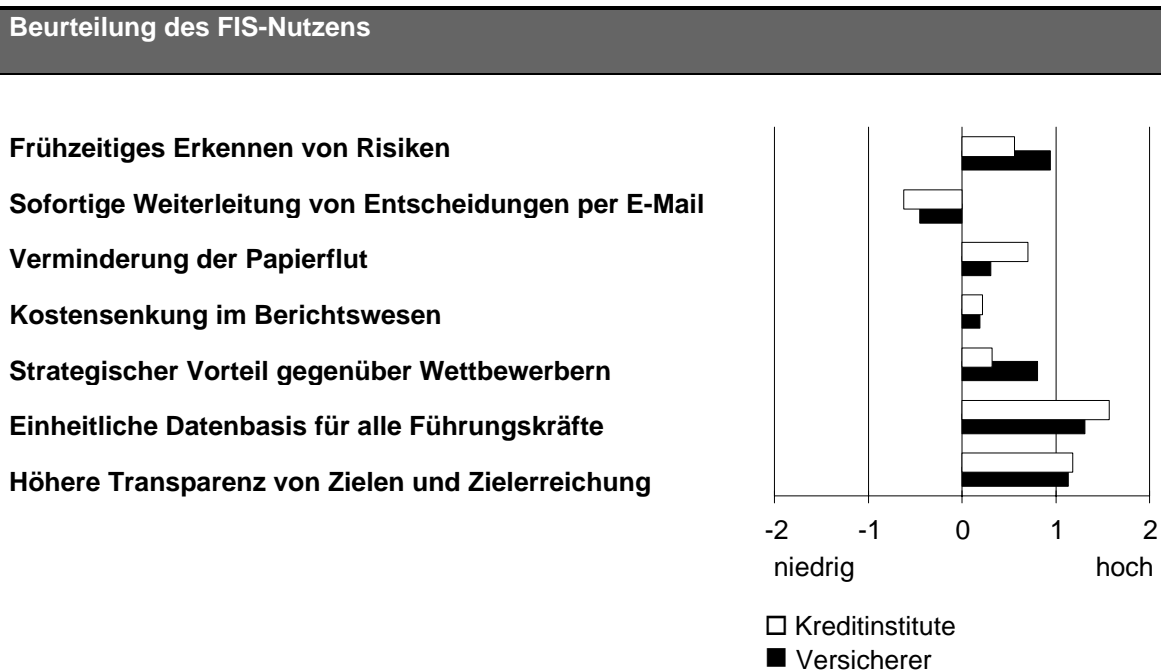 Beurteilung des FIS-Nutzens
Frühzeitiges Erkennen von Risiken
Sofortige Weiterleitung von Entscheidungen per E-Mail
Verminderung der Papierflut
Kostensenkung im Berichtswesen
Strategischer Vorteil gegenüber Wettbewerbern
Einheitliche Datenbasis für alle Führungskräfte
Höhere Transparenz von Zielen und Zielerreichung
-2 -1 0 1 2
niedrig hoch
Kreditinstitute
Versicherer